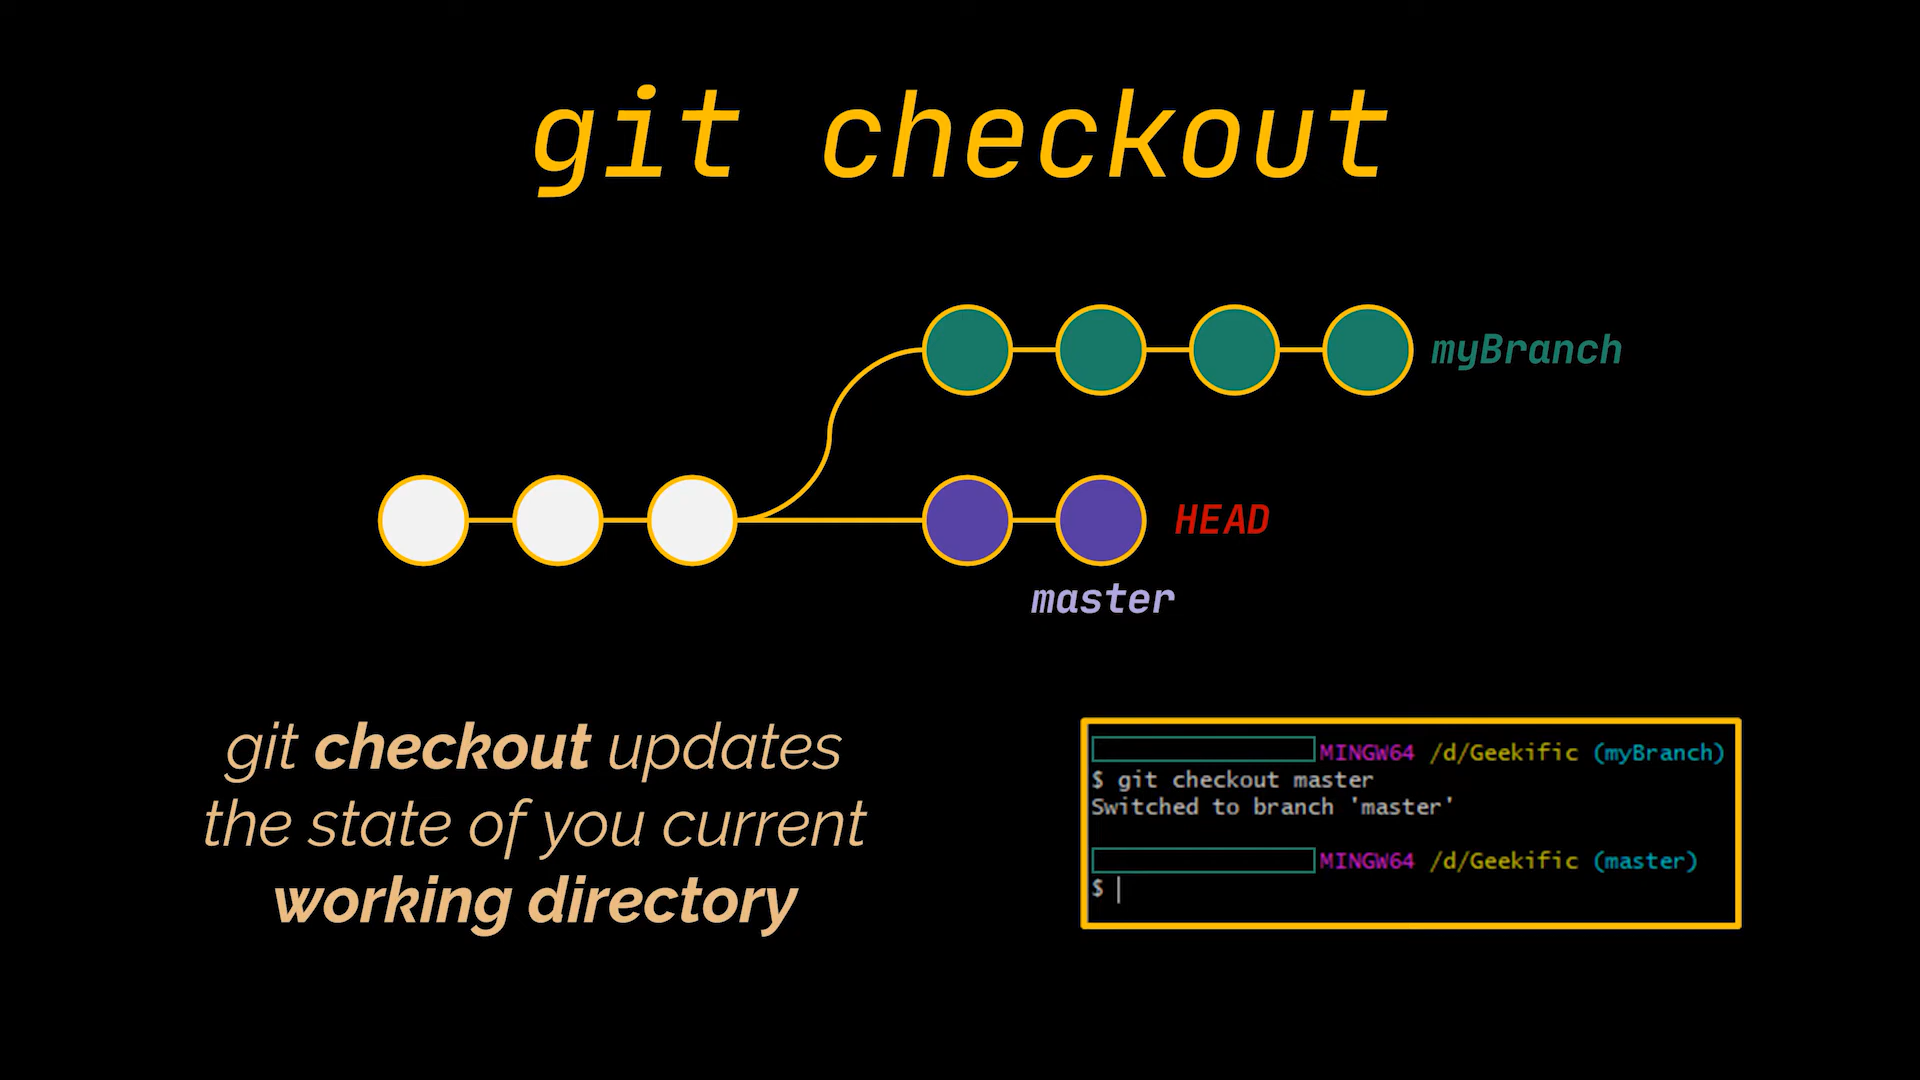 git checkout
myBranch
HEAD
master
git checkout updates
the state of you current
working directory
MINGW64 /d/Geekific (myBranch)
$ git checkout master
Switched to branch 'master'
MINGW64 /d/Geekific (master)
$